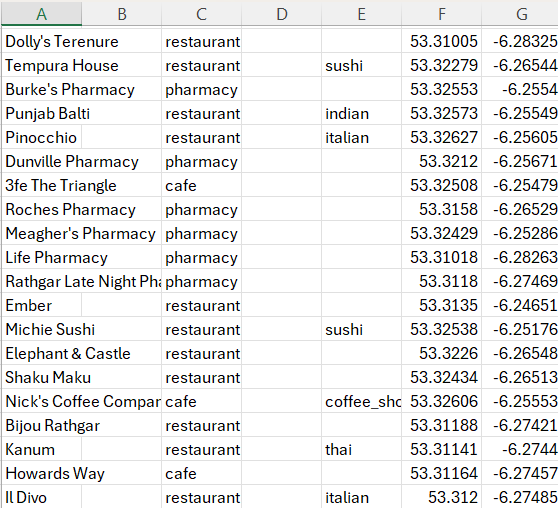 A B C D E F G
Dolly's Terenure restaurant 53.31005 -6.28325
Tempura House restaurant sushi 53.32279 -6.26544
Burke's Pharmacy pharmacy 53.32553 -6.2554
Punjab Balti restaurant indian 53.32573 -6.25549
Pinocchio restaurant italian 53.32627 -6.25605
Dunville Pharmacy pharmacy 53.3212 -6.25671
3fe The Triangle cafe 53.32508 -6.25479
Roches Pharmacy pharmacy 53.3158 -6.26529
Meagher's Pharmacy pharmacy 53.32429 -6.25286
Life Pharmacy pharmacy 53.31018 -6.28263
Rathgar Late Night Pha pharmacy 53.3118 -6.27469
Ember restaurant 53.3135 -6.24651
Michie Sushi restaurant sushi 53.32538 -6.25176
Elephant & Castle restaurant 53.3226 -6.26548
Shaku Maku restaurant 53.32434 -6.26513
Nick's Coffee Compar cafe coffee_sho 53.32606 -6.25553
Bijou Rathgar restaurant 53.31188 -6.27421
Kanum restaurant thai 53.31141 -6.2744
Howards Way cafe 53.31164 -6.27457
Il Divo restaurant italian 53.312 -6.27485